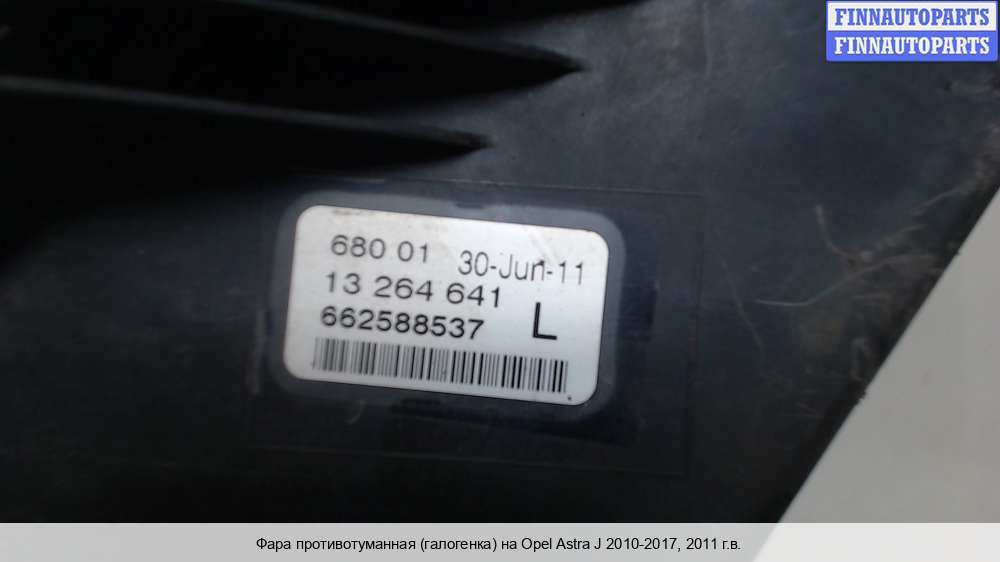 FINNAUTOPARTS
FINNAUTOPARTS
680 01 30-Jun-11
13 264 641
662588537 L
Фара противотуманная (галогенка) на Opel Astra J 2010-2017, 2011 г.в.